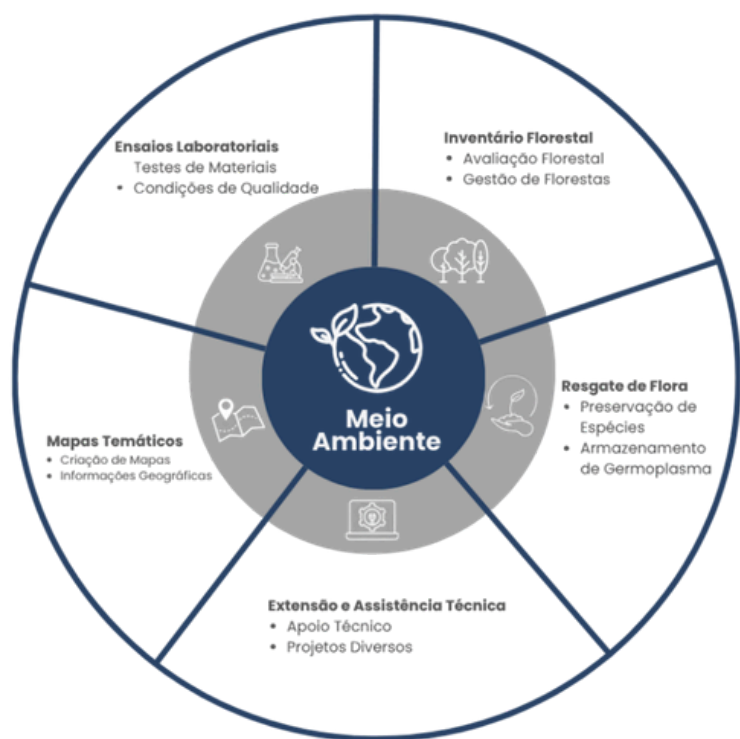 Ensaios Laboratoriais
Testes de Materiais
• Condições de Qualidade
Inventário Florestal
• Avaliação Florestal
• Gestão de Florestas
Resgate de Flora
• Preservação de
Espécies
• Armazenamento
de Germoplasma
Extensão e Assistência Técnica
• Apoio Técnico
• Projetos Diversos
Mapas Temáticos
• Criação de Mapas
• Informações Geográficas
Meio
Ambiente